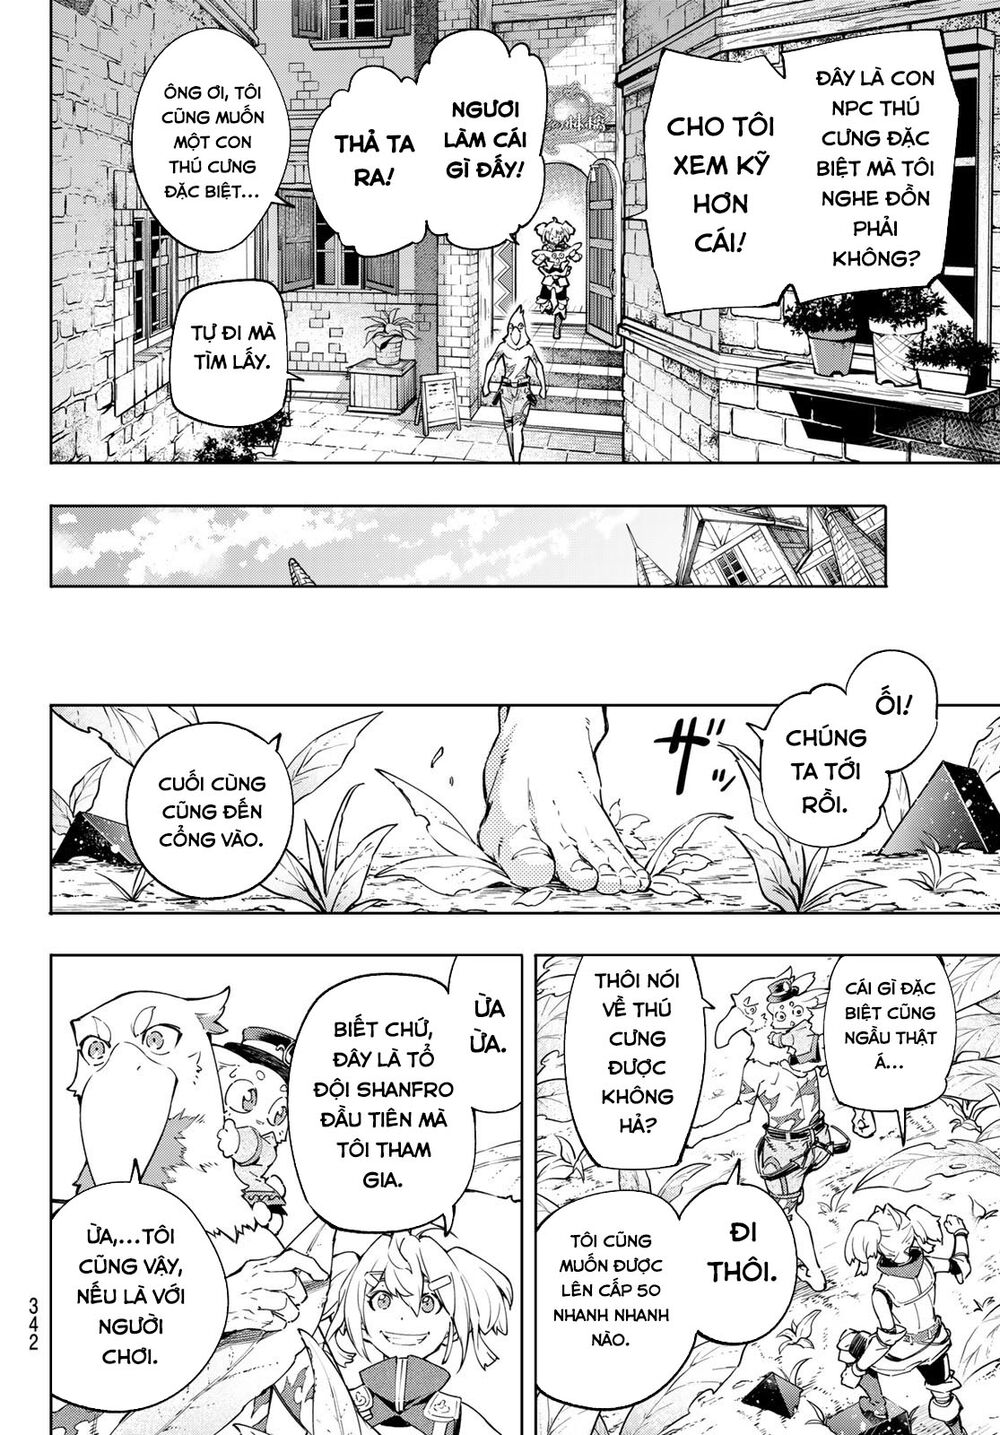 ĐÂY LÀ CON
NPC THÚ
CƯNG ĐẶC
BIỆT MÀ TÔI
NGHE ĐỒN
PHẢI
KHÔNG?
CHO TÔI
XEM KỸ
HƠN
CÁI!
NGƯƠI
LÀM CÁI
GÌ ĐẤY!
THẢ TA
RA!
ÔNG ƠI, TÔI
CŨNG MUỐN
MỘT CON
THÚ CƯNG
ĐẶC BIỆT...
TỰ ĐI MÀ
TÌM LẤY.
ỐI!
CHÚNG
TA TỚI
RỒI.
ザッ
CUỐI CÙNG
CŨNG ĐẾN
CỔNG VÀO.
CÁI GÌ ĐẶC
BIỆT CŨNG
NGẦU THẬT
Á...
THÔI NÓI
VỀ THÚ
CƯNG
ĐƯỢC
KHÔNG
HẢ?
ĐI
THÔI.
TÔI CŨNG
MUỐN ĐƯỢC
LÊN CẤP 50
NHANH NHANH
NÀO.
ỪA
ỪA.
BIẾT CHỨ,
ĐÂY LÀ TỔ
ĐỘI SHANFRO
ĐẦU TIÊN MÀ
TÔI THAM
GIA.
ỪA,...TÔI
CŨNG VẬY,
NẾU LÀ VỚI
NGƯỜI
CHƠI.
342